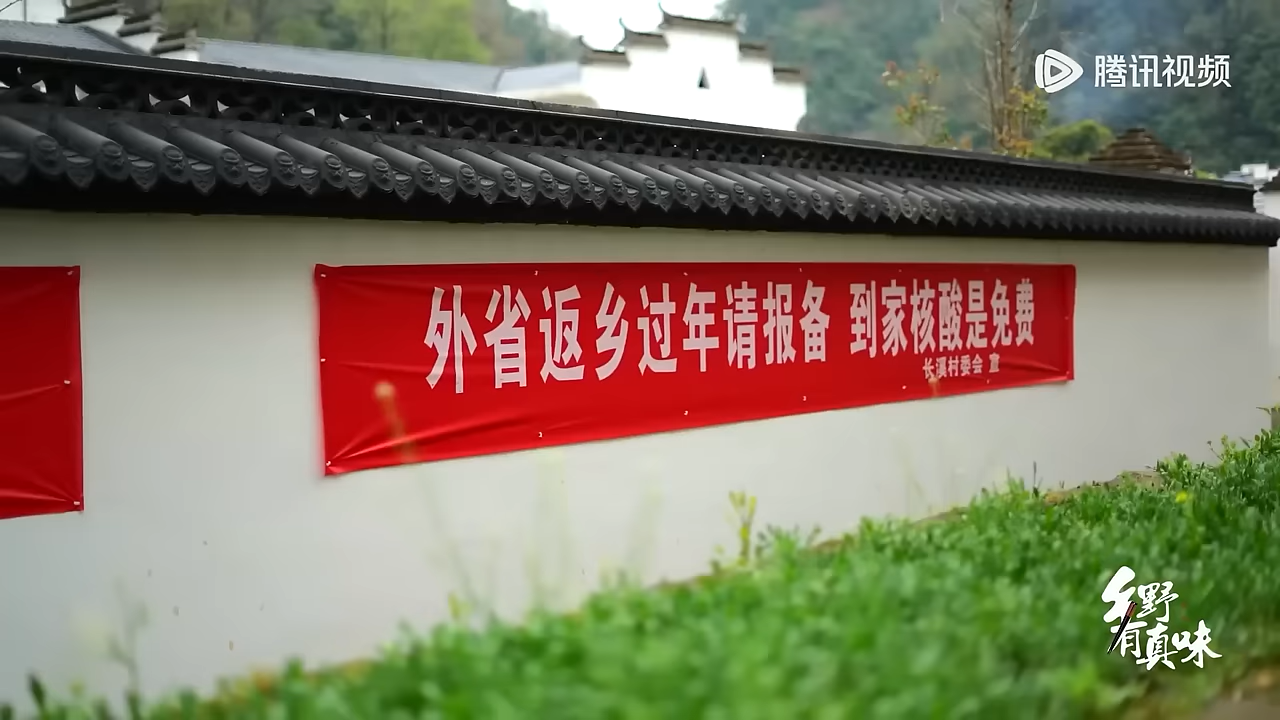 腾讯视频
外省返乡过年请报备 到家核酸是免费
长溪村委会 宣
乡野
有真味